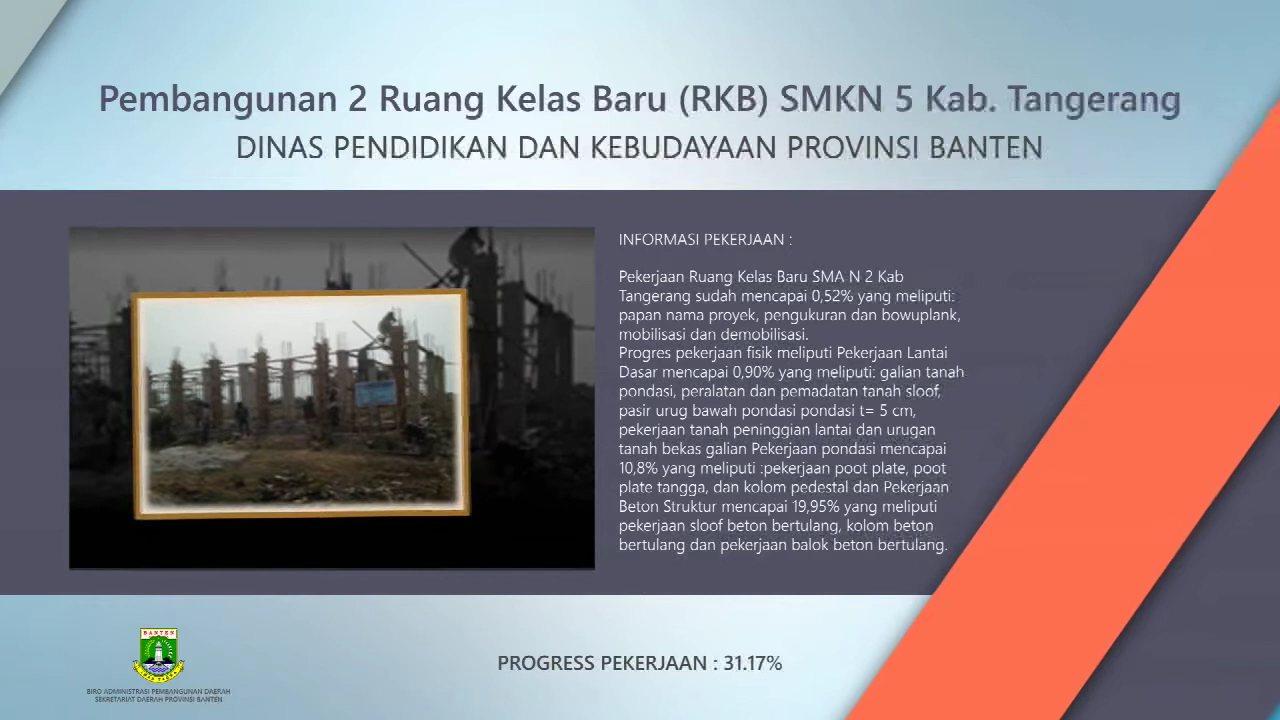 Pembangunan 2 Ruang Kelas Baru (RKB) SMKN 5 Kab. Tangerang
DINAS PENDIDIKAN DAN KEBUDAYAAN PROVINSI BANTEN
INFORMASI PEKERJAAN :
Pekerjaan Ruang Kelas Baru SMA N 2 Kab
Tangerang sudah mencapai 0,52% yang meliputi:
papan nama proyek, pengukuran dan bowuplank,
mobilisasi dan demobilisasi.
Progres pekerjaan fisik meliputi Pekerjaan Lantai
Dasar mencapai 0,90% yang meliputi: galian tanah
pondasi, peralatan dan pemadatan tanah sloof,
pasir urug bawah pondasi pondasi t= 5 cm,
pekerjaan tanah peninggian lantai dan urugan
tanah bekas galian Pekerjaan pondasi mencapai
10,8% yang meliputi :pekerjaan poot plate, poot
plate tangga, dan kolom pedestal dan Pekerjaan
Beton Struktur mencapai 19,95% yang meliputi
pekerjaan sloof beton bertulang, kolom beton
bertulang dan pekerjaan balok beton bertulang.
BANTEN
BIRO ADMINISTRASI PEMBANGUNAN DAERAH
SEKRETARIAT DAERAH PROVINSI BANTEN
PROGRESS PEKERJAAN : 31.17%